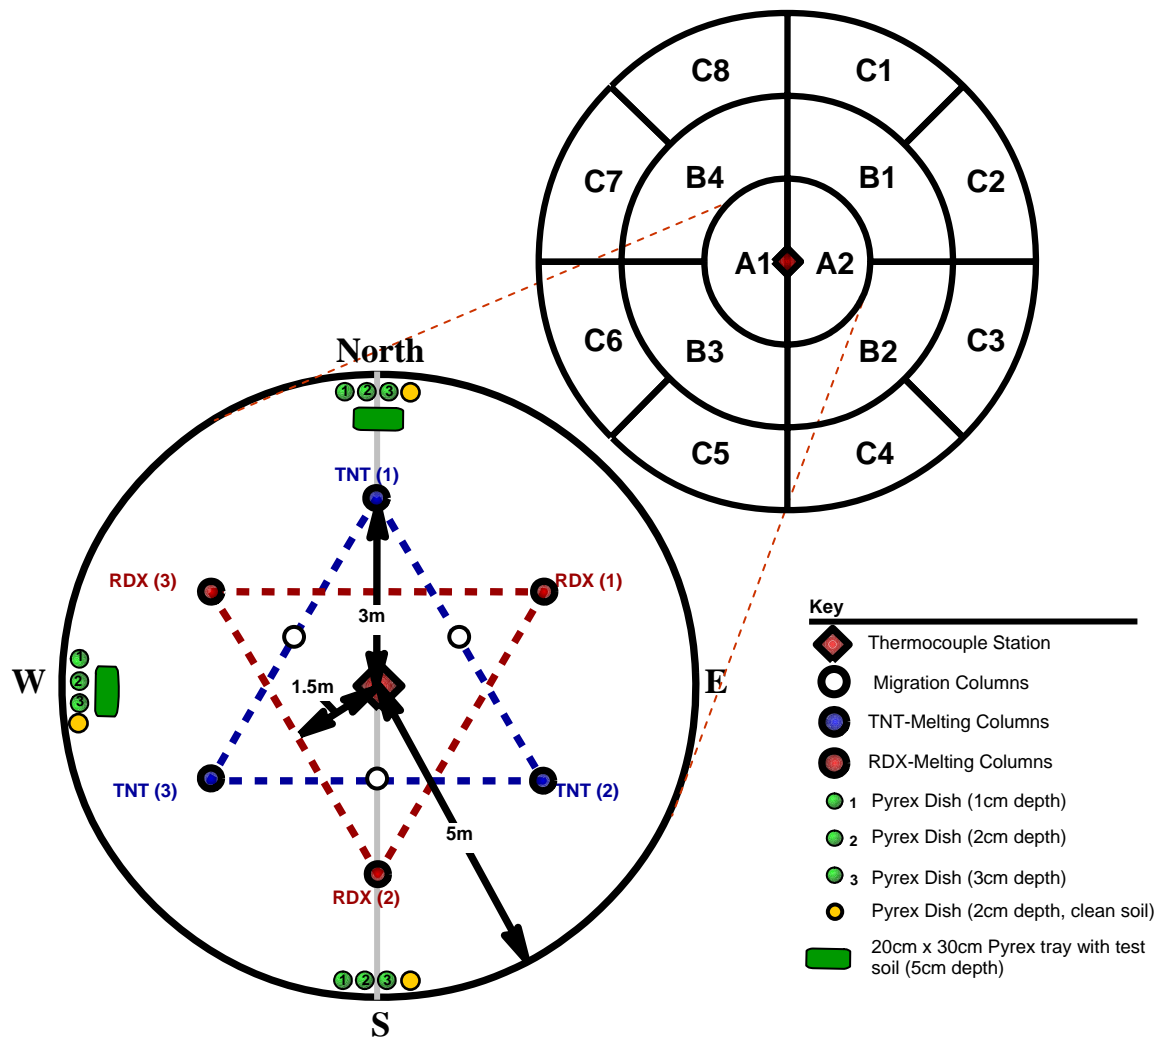 C8 C1
C7 B4 B1 C2
A1 A2
C6 B3 B2 C3
C5 C4
North
1 2 3
TNT (1)
RDX (3) RDX (1)
3m
W 1 2 3 1.5m E
TNT (3) TNT (2)
5m
RDX (2)
1 2 3
S
Key
Thermocouple Station
Migration Columns
TNT-Melting Columns
RDX-Melting Columns
1 Pyrex Dish (1cm depth)
2 Pyrex Dish (2cm depth)
3 Pyrex Dish (3cm depth)
Pyrex Dish (2cm depth, clean soil)
20cm x 30cm Pyrex tray with test
soil (5cm depth)